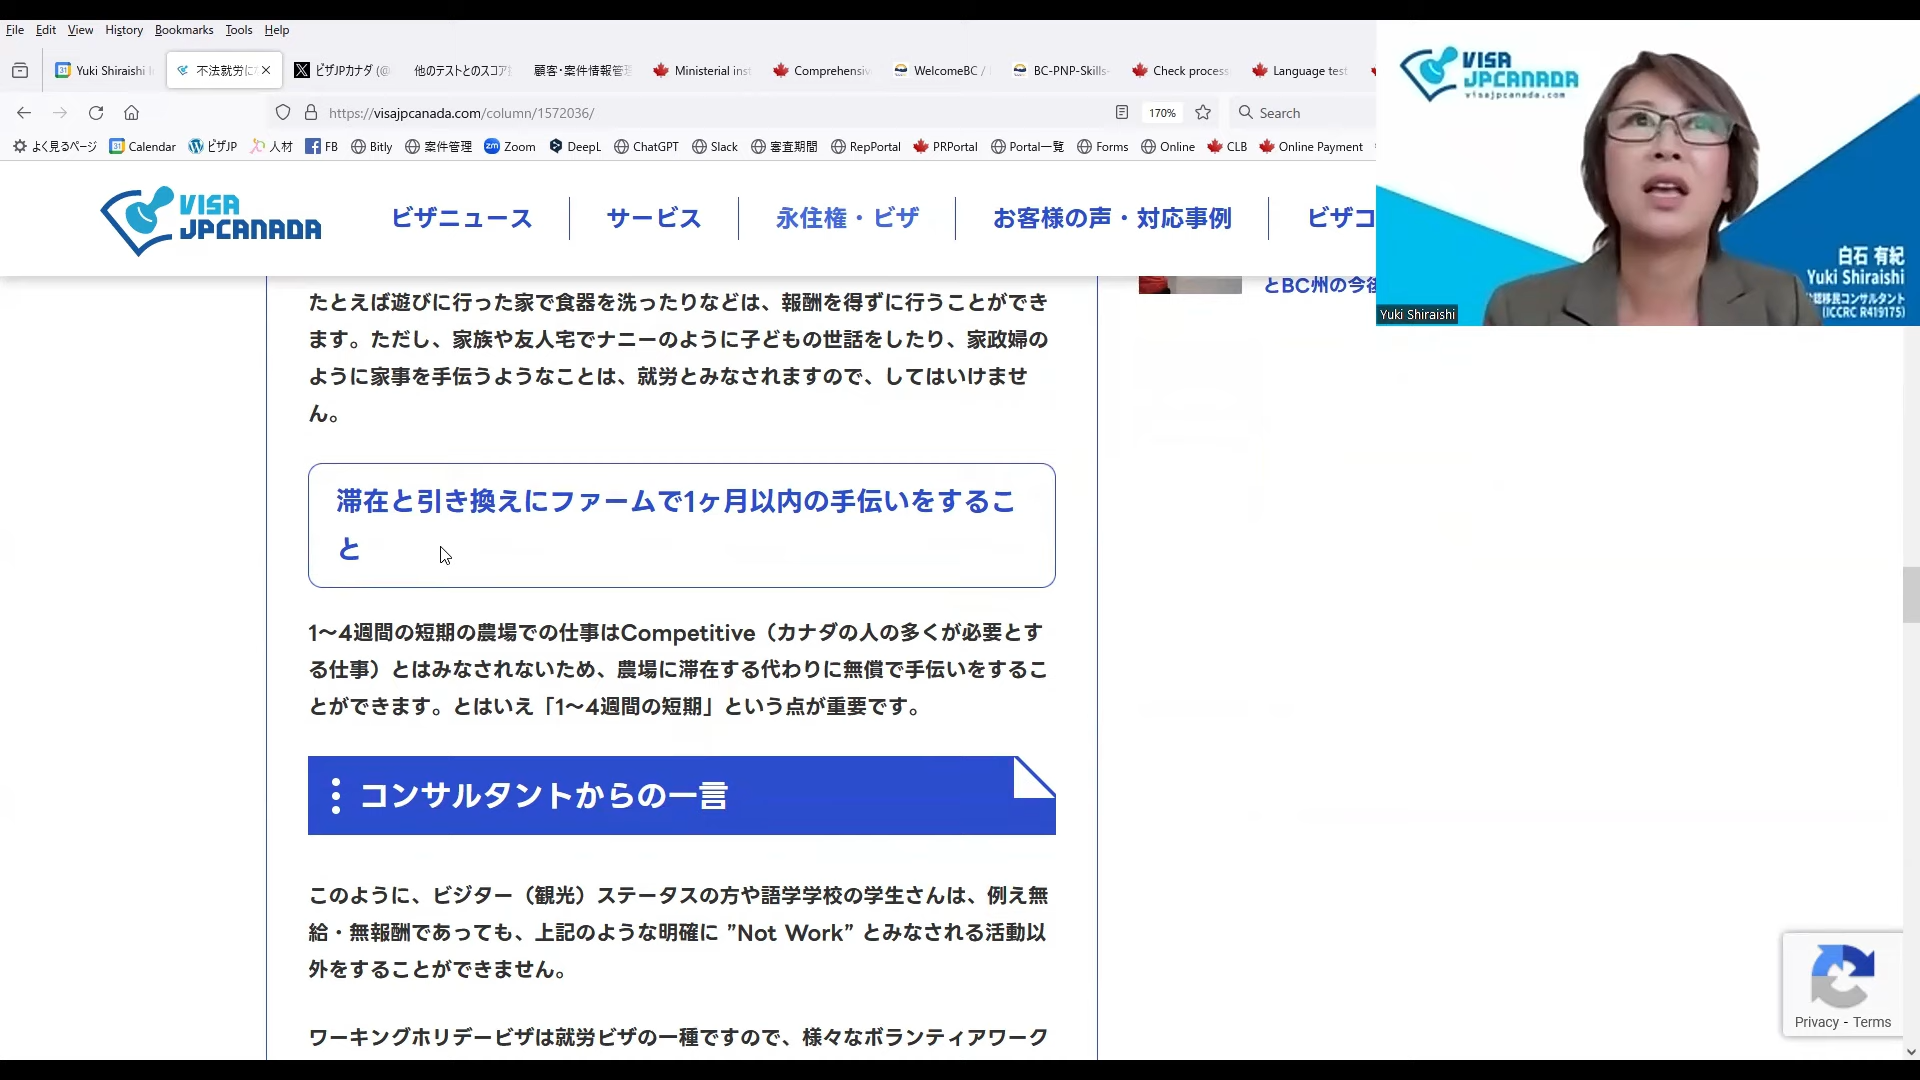 File Edit View History Bookmarks Tools Help
Yuki Shiraishi
不法就労に
ビザJPカナダ (@
他のテストとのスコア
顧客・案件情報管理
Ministerial inst
Comprehensiv
WelcomeBC /
BC-PNP-Skills-
Check process
Language test
https://visajpcanada.com/column/1572036/
170%
Search
よく見るページ Calendar ビザJP 人材 FB Bitly 案件管理 Zoom DeepL ChatGPT Slack 審査期間 RepPortal PRPortal Portal一覧 Forms Online CLB Online Payment
VISA
JPCANADA
ビザニュース
サービス
永住権・ビザ
お客様の声・対応事例
ビザコ
VISA
JPCANADA
visajpcanada.com
白石 有紀
Yuki Shiraishi
認移民コンサルタント
(ICCRC R419175)
Yuki Shiraishi
とBC州の今後
たとえば遊びに行った家で食器を洗ったりなどは、報酬を得ずに行うことができ
ます。ただし、家族や友人宅でナニーのように子どもの世話をしたり、家政婦の
ように家事を手伝うようなことは、就労とみなされますので、してはいけませ
ん。
滞在と引き換えにファームで1ヶ月以内の手伝いをするこ
と
1〜4週間の短期の農場での仕事はCompetitive（カナダの人の多くが必要とす
る仕事）とはみなされないため、農場に滞在する代わりに無償で手伝いをするこ
とができます。とはいえ「1〜4週間の短期」という点が重要です。
コンサルタントからの一言
このように、ビジター（観光）ステータスの方や語学学校の学生さんは、例え無
給・無報酬であっても、上記のような明確に ”Not Work” とみなされる活動以
外をすることができません。
ワーキングホリデービザは就労ビザの一種ですので、様々なボランティアワーク
Privacy - Terms